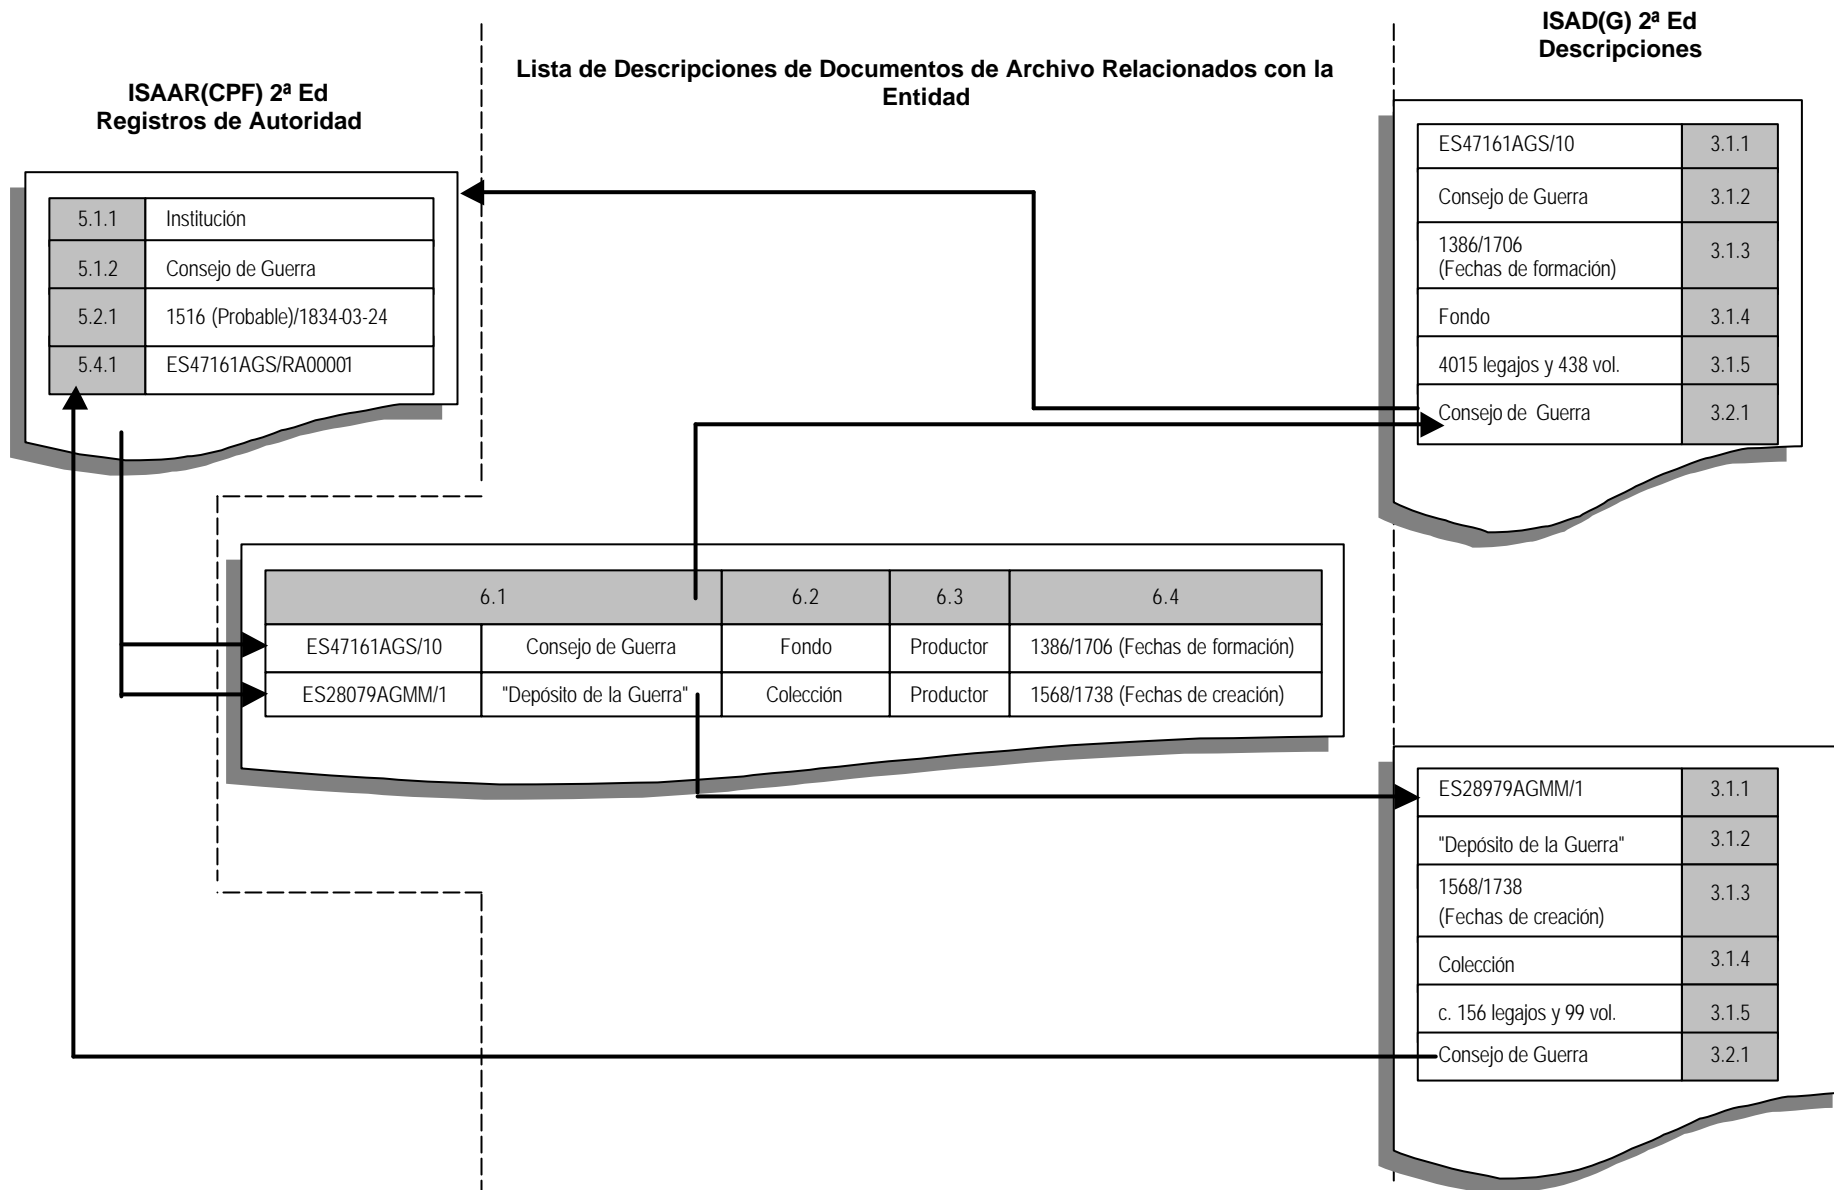 ISAAR(CPF) 2ª Ed
Registros de Autoridad
5.1.1 Institución
5.1.2 Consejo de Guerra
5.2.1 1516 (Probable)/1834-03-24
5.4.1 ES47161AGS/RA00001
Lista de Descripciones de Documentos de Archivo Relacionados con la
Entidad
6.1 6.2 6.3 6.4
ES47161AGS/10 Consejo de Guerra Fondo Productor 1386/1706 (Fechas de formación)
ES28079AGMM/1 "Depósito de la Guerra" Colección Productor 1568/1738 (Fechas de creación)
ISAD(G) 2ª Ed
Descripciones
ES47161AGS/10 3.1.1
Consejo de Guerra 3.1.2
1386/1706
(Fechas de formación) 3.1.3
Fondo 3.1.4
4015 legajos y 438 vol. 3.1.5
Consejo de Guerra 3.2.1
ES28979AGMM/1 3.1.1
"Depósito de la Guerra" 3.1.2
1568/1738
(Fechas de creación) 3.1.3
Colección 3.1.4
c. 156 legajos y 99 vol. 3.1.5
Consejo de Guerra 3.2.1